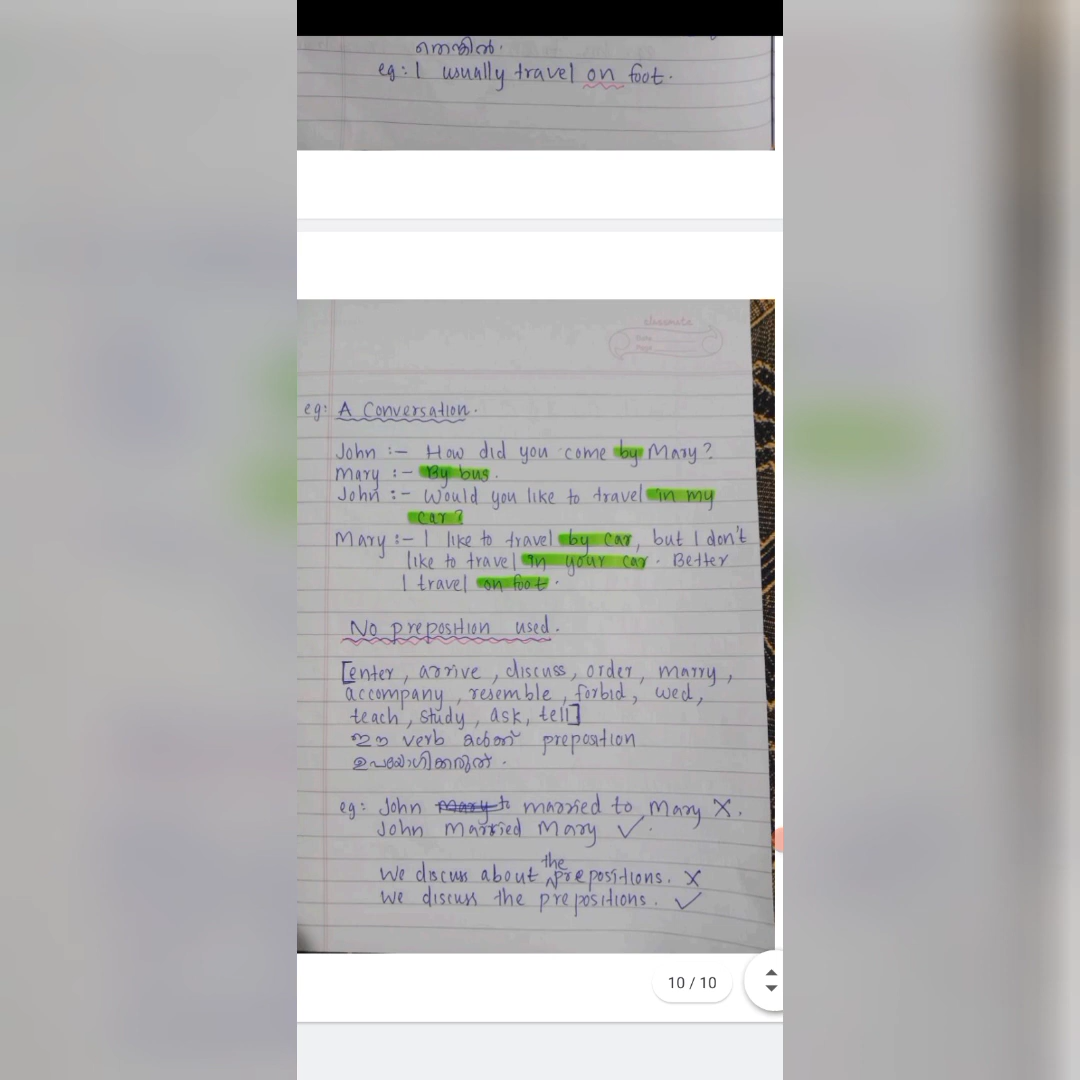 തെങ്കിൽ.
eg: I usually travel on foot.
classmate
Date
Page
eg: A Conversation.
John :- How did you come by Mary?
Mary :- By bus.
John :- Would you like to travel in my
car?
Mary :- I like to travel by car, but I don't
like to travel in your car. Better
I travel on foot.
No preposition used.
[enter, arrive, discuss, order, marry,
accompany, resemble, forbid, wed,
teach, study, ask, tell]
ഈ verb കൾക്ക് preposition
ഉപയോഗിക്കരുത്.
eg: John married to Mary X.
John Married Mary ✓.
We discuss about the prepositions. X
We discuss the prepositions. ✓
10 / 10